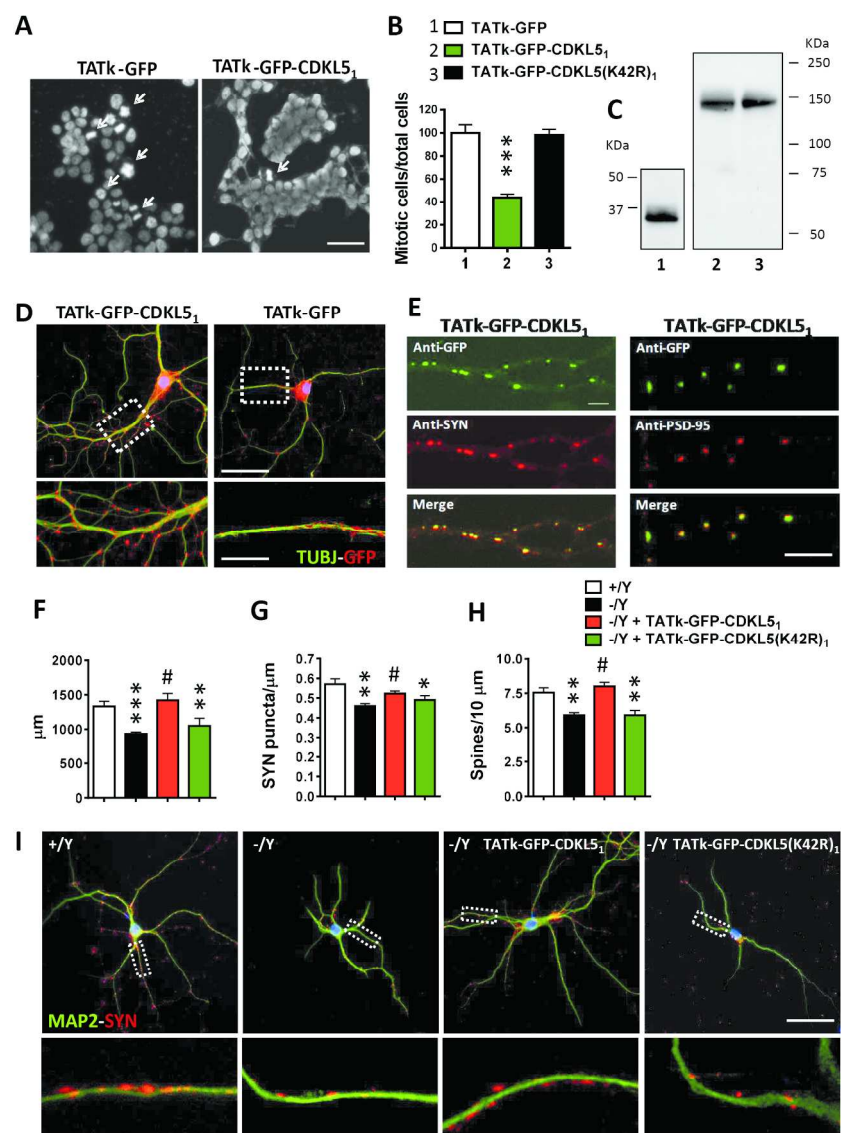 A
TATk-GFP
TATk-GFP-CDKL5₁
B
1 TATk-GFP
2 TATk-GFP-CDKL5₁
3 TATk-GFP-CDKL5(K42R)₁
Mitotic cells/total cells
120
100
80
60
40
20
0
***
1 2 3
C
KDa
50
37
1
KDa
250
150
100
75
50
2 3
D
TATk-GFP-CDKL5₁
TATk-GFP
TUBJ-GFP
E
TATk-GFP-CDKL5₁
TATk-GFP-CDKL5₁
Anti-GFP
Anti-GFP
Anti-SYN
Anti-PSD-95
Merge
Merge
+/Y
-/Y
-/Y + TATk-GFP-CDKL5₁
-/Y + TATk-GFP-CDKL5(K42R)₁
F
μm
2000
1500
1000
500
0
***
#
**
G
SYN puncta/μm
0.7
0.6
0.5
0.4
0.3
0.2
0.1
0.0
**
#
*
H
Spines/10 μm
10.0
7.5
5.0
2.5
0.0
**
#
**
I
+/Y
-/Y
-/Y TATk-GFP-CDKL5₁
-/Y TATk-GFP-CDKL5(K42R)₁
MAP2-SYN